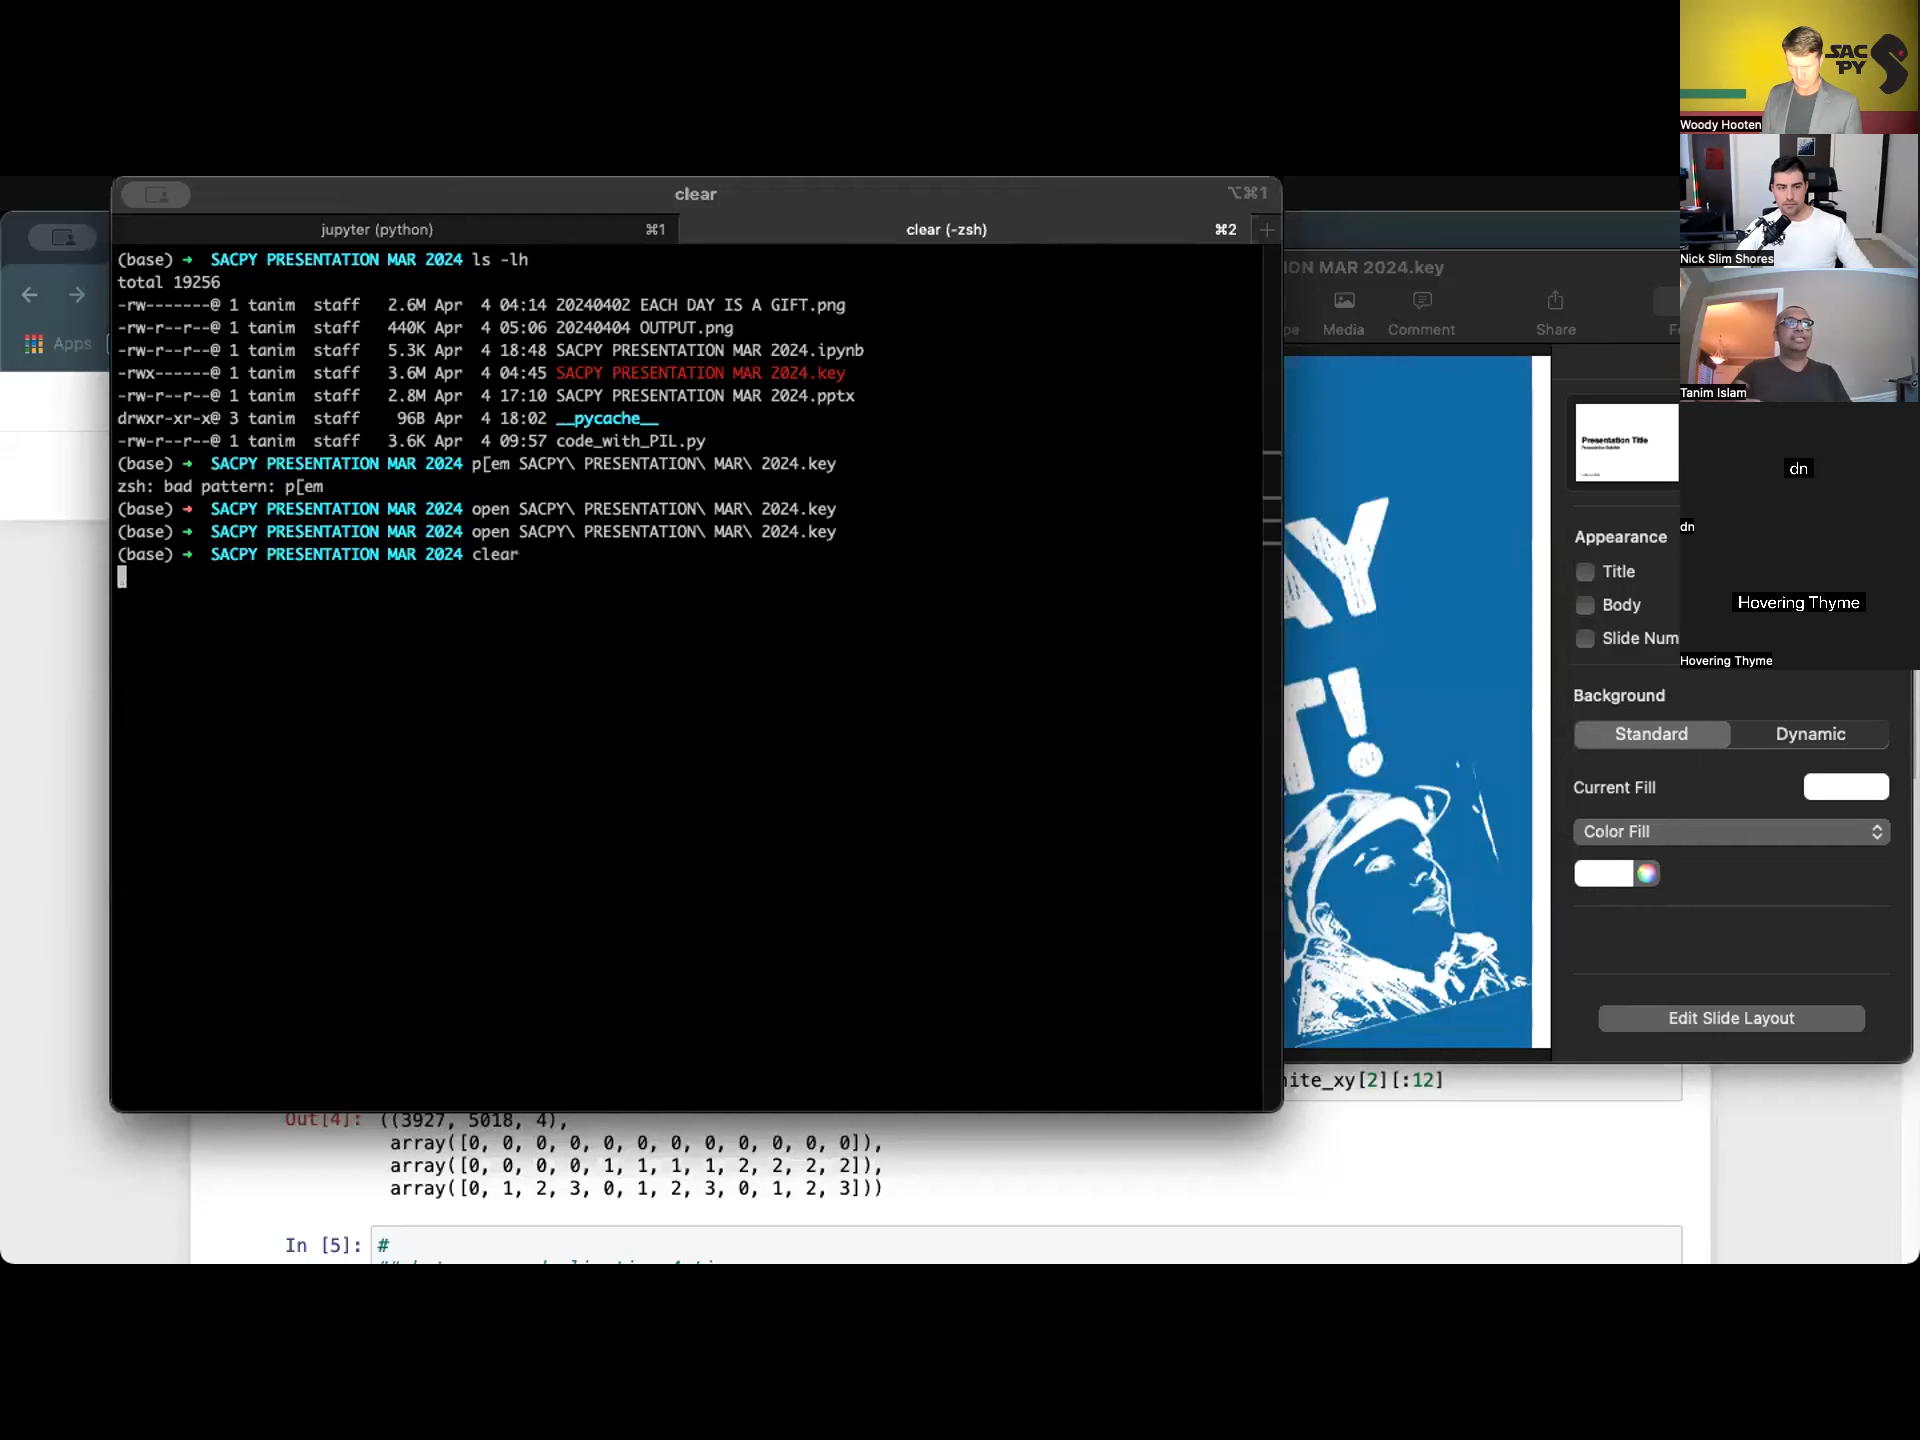 clear
⌥⌘1
jupyter (python) ⌘1
clear (-zsh) ⌘2
(base) ➜ SACPY PRESENTATION MAR 2024 ls -lh
total 19256
-rw-------@ 1 tanim staff 2.6M Apr 4 04:14 20240402 EACH DAY IS A GIFT.png
-rw-r--r--@ 1 tanim staff 440K Apr 4 05:06 20240404 OUTPUT.png
-rw-r--r--@ 1 tanim staff 5.3K Apr 4 18:48 SACPY PRESENTATION MAR 2024.ipynb
-rwx------@ 1 tanim staff 3.6M Apr 4 04:45 SACPY PRESENTATION MAR 2024.key
-rw-r--r--@ 1 tanim staff 2.8M Apr 4 17:10 SACPY PRESENTATION MAR 2024.pptx
drwxr-xr-x@ 3 tanim staff 96B Apr 4 18:02 __pycache__
-rw-r--r--@ 1 tanim staff 3.6K Apr 4 09:57 code_with_PIL.py
(base) ➜ SACPY PRESENTATION MAR 2024 p[em SACPY\ PRESENTATION\ MAR\ 2024.key
zsh: bad pattern: p[em
(base) ➜ SACPY PRESENTATION MAR 2024 open SACPY\ PRESENTATION\ MAR\ 2024.key
(base) ➜ SACPY PRESENTATION MAR 2024 open SACPY\ PRESENTATION\ MAR\ 2024.key
(base) ➜ SACPY PRESENTATION MAR 2024 clear
Apps
ION MAR 2024.key
Media
Comment
Share
AY
T!
Presentation Title
Appearance
Title
Body
Slide Num
Background
Standard
Dynamic
Current Fill
Color Fill
Edit Slide Layout
ite_xy[2][:12]
Out[4]: ((3927, 5018, 4),
array([0, 0, 0, 0, 0, 0, 0, 0, 0, 0, 0, 0]),
array([0, 0, 0, 0, 1, 1, 1, 1, 2, 2, 2, 2]),
array([0, 1, 2, 3, 0, 1, 2, 3, 0, 1, 2, 3]))
In [5]: #
SAC
PY
Woody Hooten
Nick Slim Shores
Tanim Islam
dn
dn
Hovering Thyme
Hovering Thyme